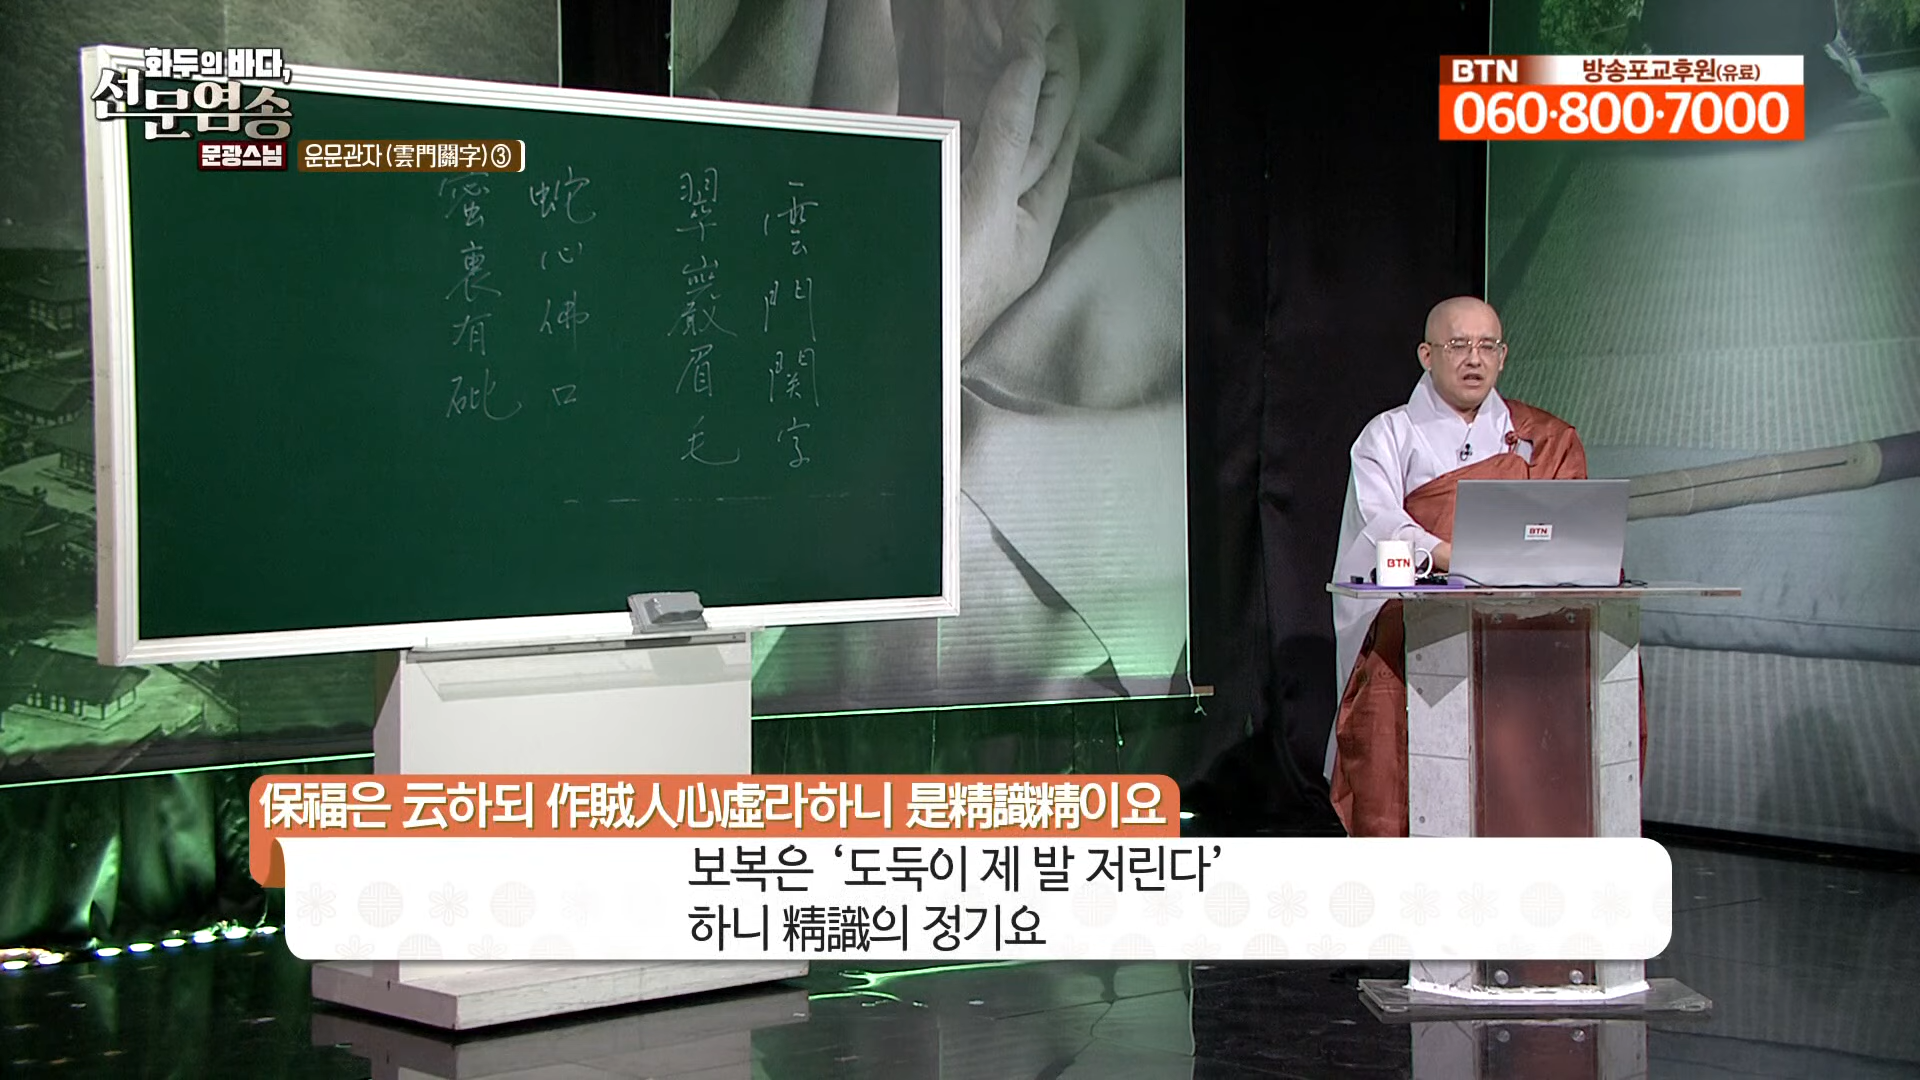 화두의 바다,
선문염송
문광스님
운문관자(雲門關字)③
BTN 방송포교후원(유료)
060·800·7000
雲門関字
翠巖眉毛
蛇心佛口
蜜裏有砒
BTN
BTN
保福은 云하되 作賊人心虛라하니 是精識精이요
보복은 ‘도둑이 제 발 저린다’
하니 精識의 정기요